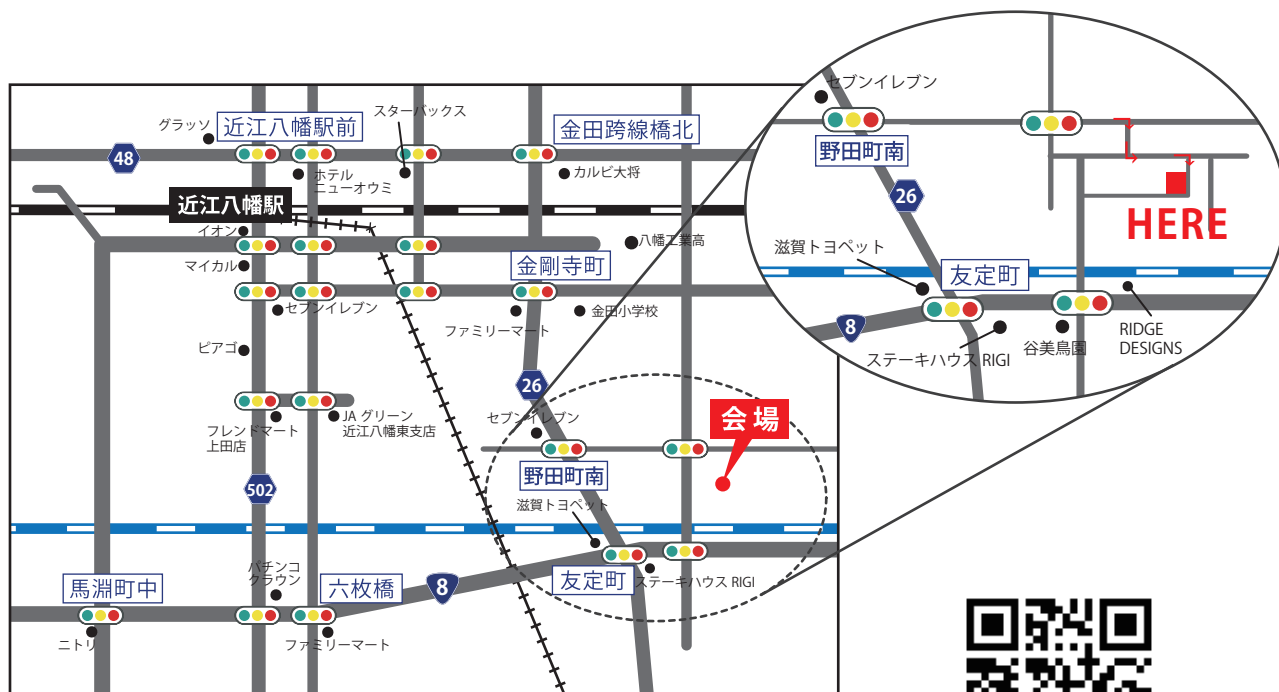 グラッソ
近江八幡駅前
スターバックス
金田跨線橋北
48
ホテル
ニューオウミ
カルビ大将
近江八幡駅
イオン
八幡工業高
マイカル
金剛寺町
セブンイレブン
ファミリーマート
金田小学校
ピアゴ
26
フレンドマート
上田店
JA グリーン
近江八幡東支店
セブンイレブン
会場
野田町南
502
滋賀トヨペット
パチンコ
クラウン
馬淵町中
六枚橋
8
友定町
ステーキハウス RIGI
ニトリ
ファミリーマート
セブンイレブン
野田町南
26
HERE
滋賀トヨペット
友定町
8
ステーキハウス RIGI
谷美鳥園
RIDGE
DESIGNS